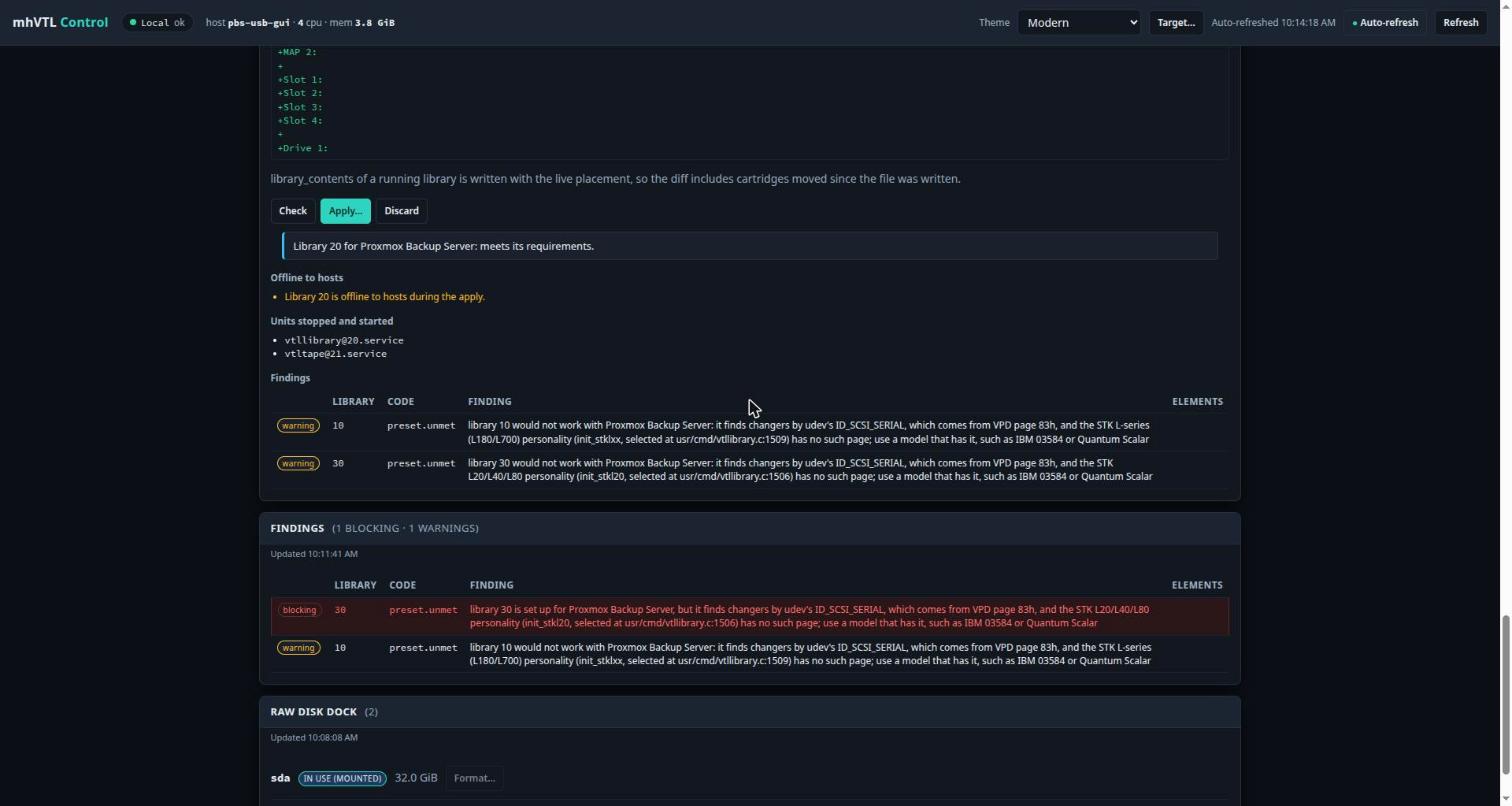 mhVTL Control Local ok host pbs-usb-gui · 4 cpu · mem 3.8 GiB Theme Modern Target... Auto-refreshed 10:14:18 AM Auto-refresh Refresh
+MAP 2:
+
+Slot 1:
+Slot 2:
+Slot 3:
+Slot 4:
+
+Drive 1:
library_contents of a running library is written with the live placement, so the diff includes cartridges moved since the file was written.
Check Apply... Discard
Library 20 for Proxmox Backup Server: meets its requirements.
Offline to hosts
• Library 20 is offline to hosts during the apply.
Units stopped and started
• vtllibrary@20.service
• vtltape@21.service
Findings
LIBRARY CODE FINDING ELEMENTS
warning 10 preset.unmet library 10 would not work with Proxmox Backup Server: it finds changers by udev's ID_SCSI_SERIAL, which comes from VPD page 83h, and the STK L-series
(L180/L700) personality (init_stklxx, selected at usr/cmd/vtllibrary.c:1509) has no such page; use a model that has it, such as IBM 03584 or Quantum Scalar
warning 30 preset.unmet library 30 would not work with Proxmox Backup Server: it finds changers by udev's ID_SCSI_SERIAL, which comes from VPD page 83h, and the STK
L20/L40/L80 personality (init_stkl20, selected at usr/cmd/vtllibrary.c:1506) has no such page; use a model that has it, such as IBM 03584 or Quantum Scalar
FINDINGS (1 BLOCKING · 1 WARNINGS)
Updated 10:11:41 AM
LIBRARY CODE FINDING ELEMENTS
blocking 30 preset.unmet library 30 is set up for Proxmox Backup Server, but it finds changers by udev's ID_SCSI_SERIAL, which comes from VPD page 83h, and the STK L20/L40/L80
personality (init_stkl20, selected at usr/cmd/vtllibrary.c:1506) has no such page; use a model that has it, such as IBM 03584 or Quantum Scalar
warning 10 preset.unmet library 10 would not work with Proxmox Backup Server: it finds changers by udev's ID_SCSI_SERIAL, which comes from VPD page 83h, and the STK L-series
(L180/L700) personality (init_stklxx, selected at usr/cmd/vtllibrary.c:1509) has no such page; use a model that has it, such as IBM 03584 or Quantum Scalar
RAW DISK DOCK (2)
Updated 10:08:08 AM
sda IN USE (MOUNTED) 32.0 GiB Format...